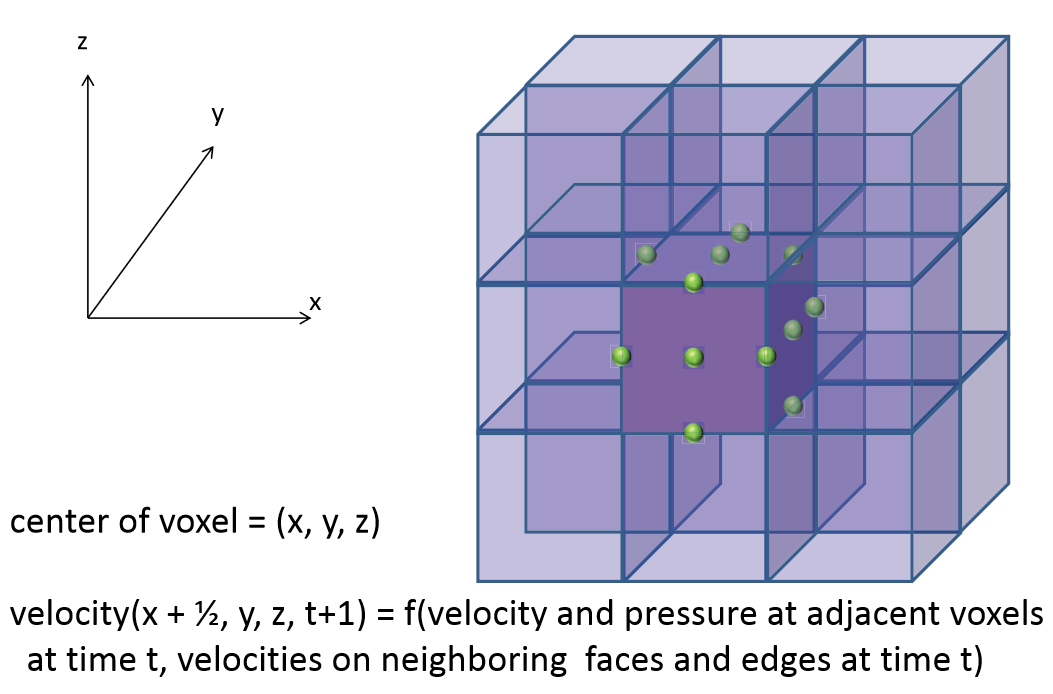 z
y
x
center of voxel = (x, y, z)
velocity(x + ½, y, z, t+1) = f(velocity and pressure at adjacent voxels
at time t, velocities on neighboring  faces and edges at time t)